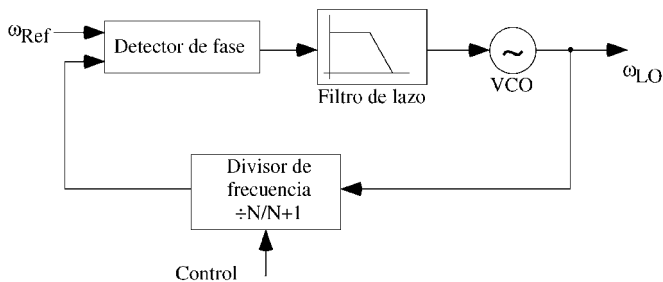 ωRef
Detector de fase
Filtro de lazo
~
VCO
ωLO
Divisor de
frecuencia
÷N/N+1
Control